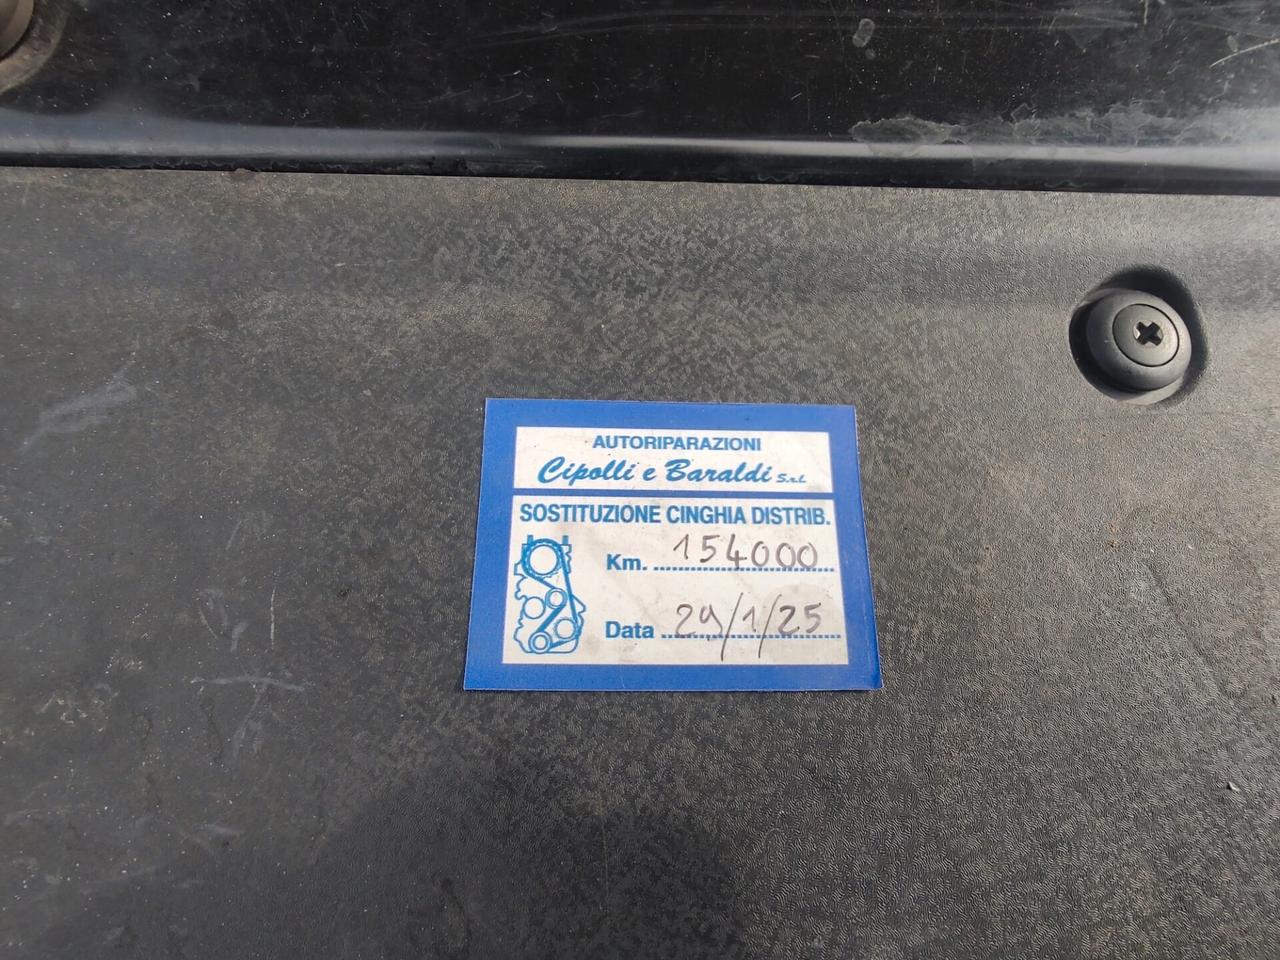 AUTORIPARAZIONI
Cipolli e Baraldi S.r.l.
SOSTITUZIONE CINGHIA DISTRIB.
Km. 154000
Data 29/1/25